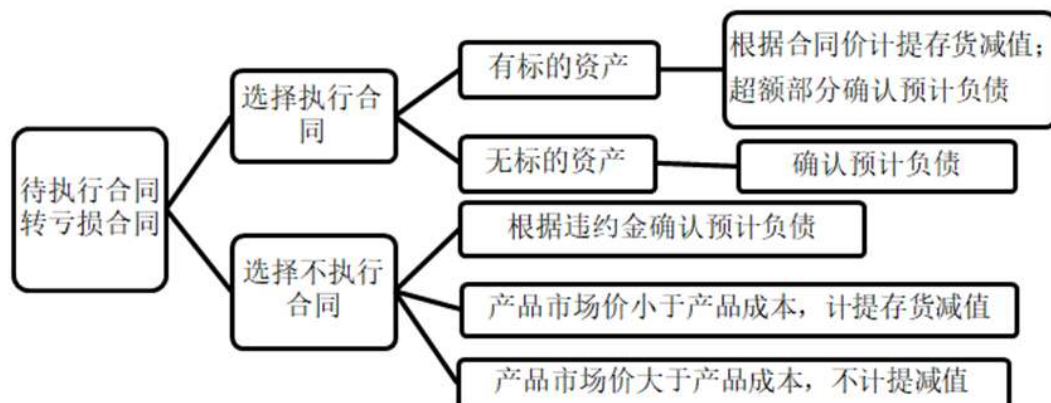 待执行合同
转亏损合同
选择执行合
同
有标的资产
根据合同价计提存货减值；
超额部分确认预计负债
无标的资产
确认预计负债
选择不执行
合同
根据违约金确认预计负债
产品市场价小于产品成本，计提存货减值
产品市场价大于产品成本，不计提减值